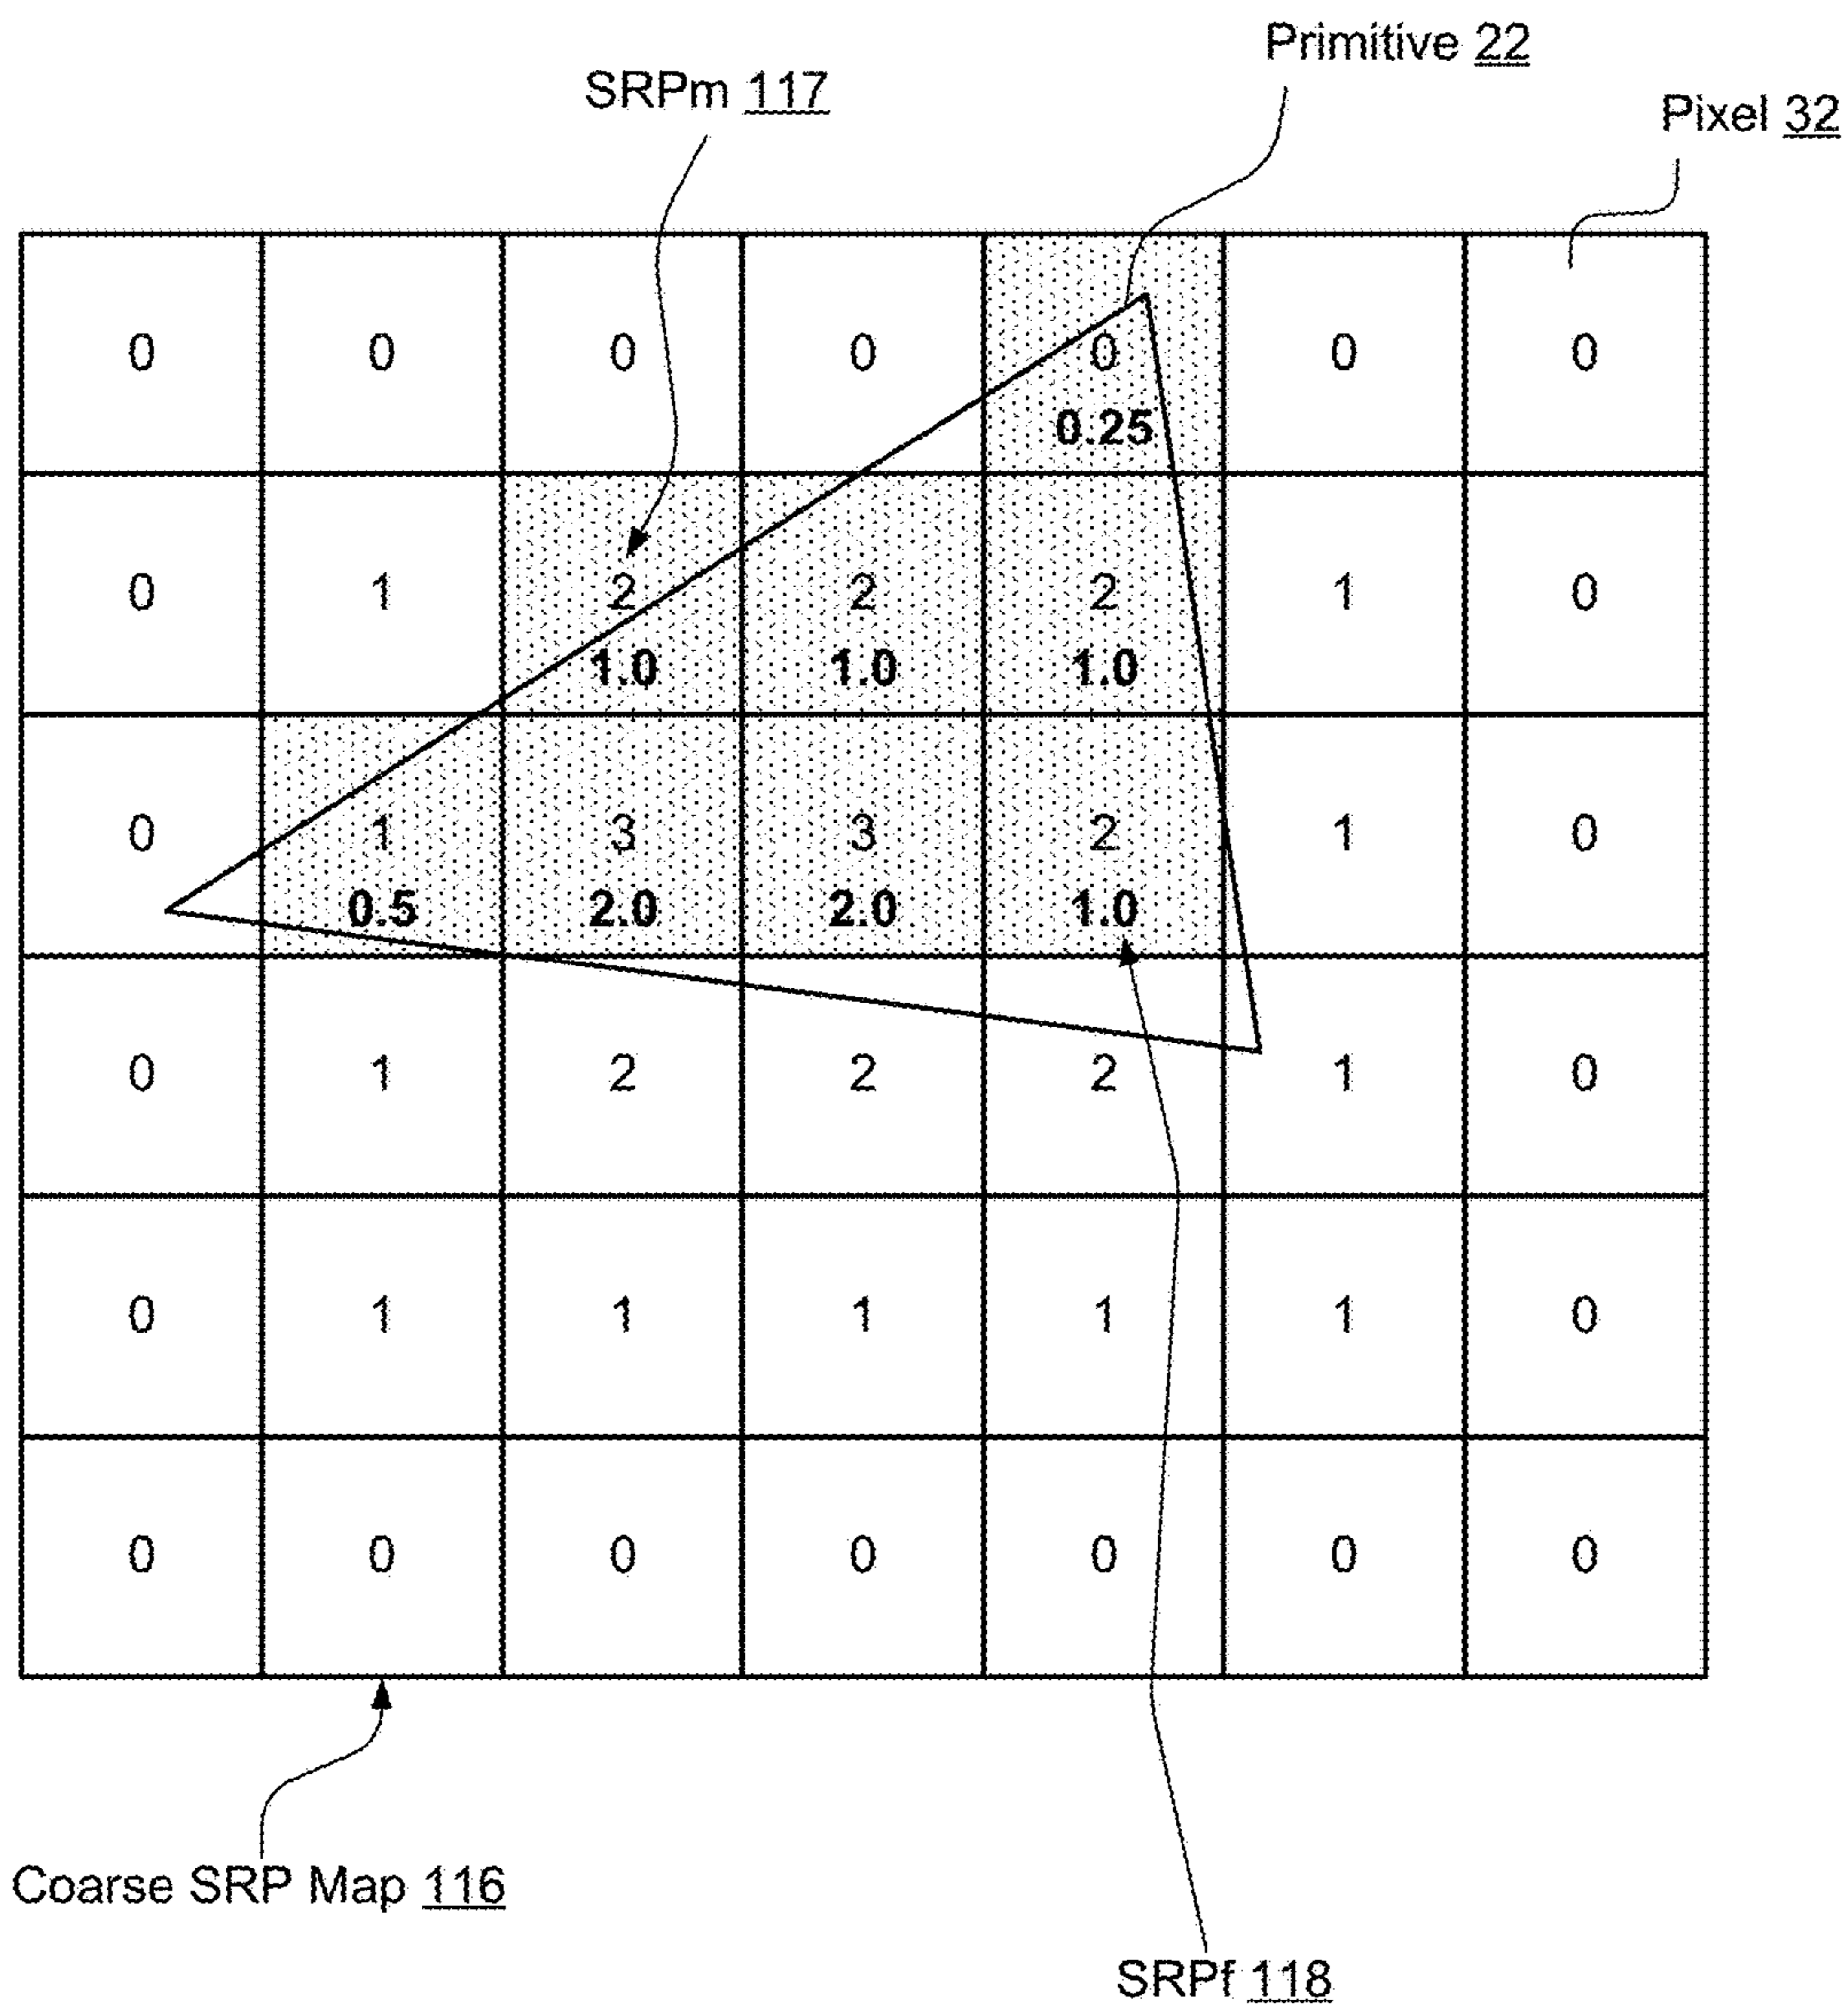 Primitive 22
SRPm 117
Pixel 32
0 0 0 0 0 0 0
0.25
0 1 2 2 2 1 0
1.0 1.0 1.0
0 1 3 3 2 1 0
0.5 2.0 2.0 1.0
0 1 2 2 2 1 0
0 1 1 1 1 1 0
0 0 0 0 0 0 0
Coarse SRP Map 116
SRPf 118